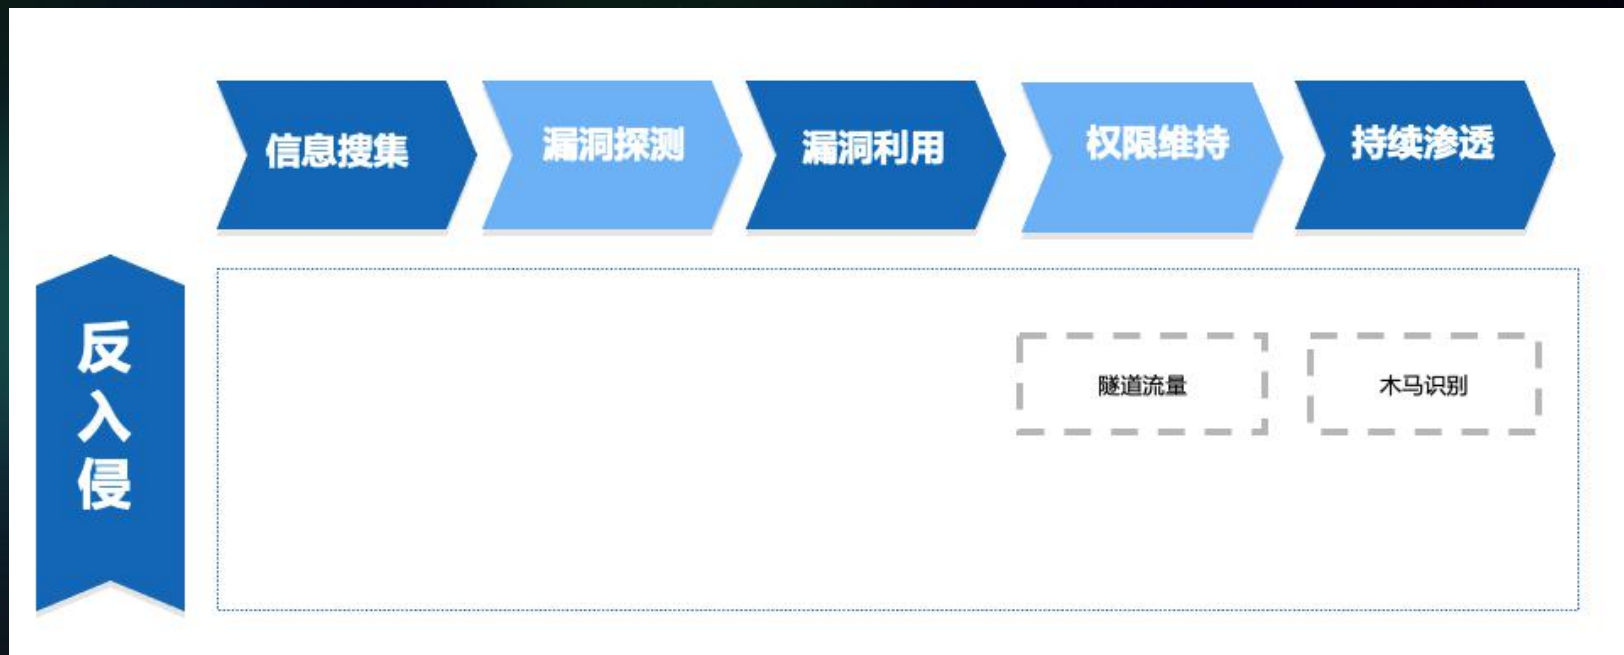 信息搜集
漏洞探测
漏洞利用
权限维持
持续渗透
反入侵
隧道流量
木马识别